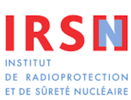 IRSN
INSTITUT
DE RADIOPROTECTION
ET DE SÛRETÉ NUCLÉAIRE